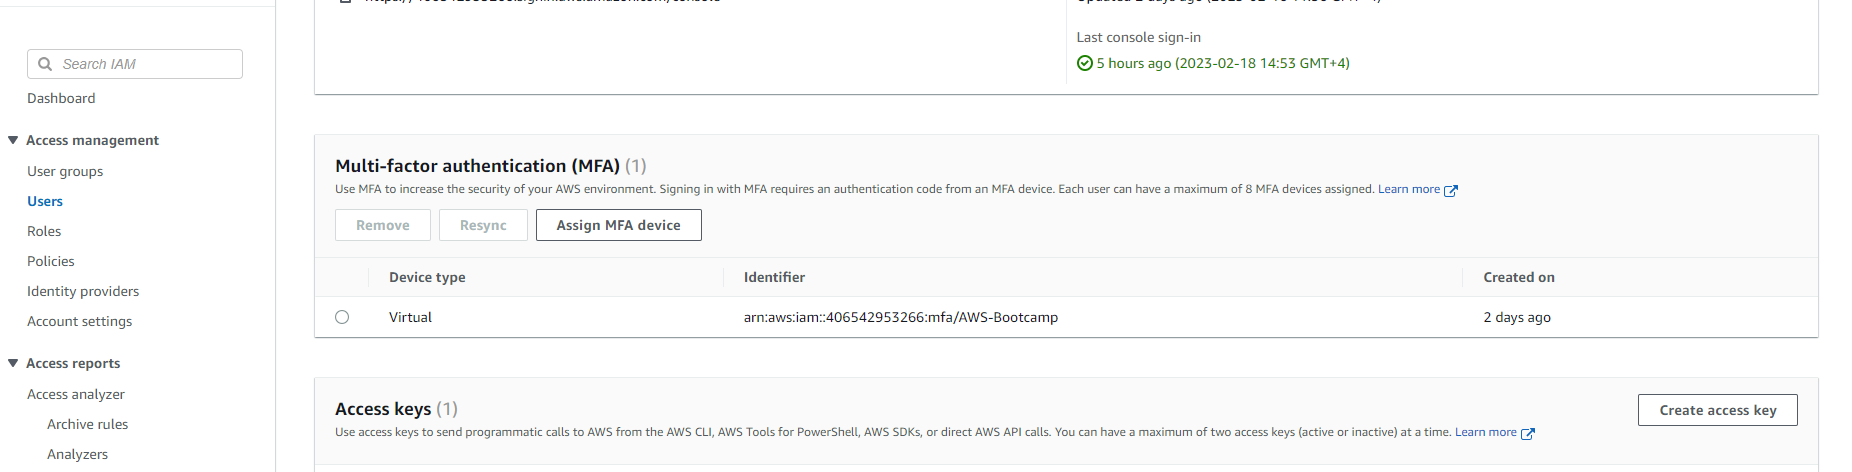 Search IAM
Dashboard
Access management
User groups
Users
Roles
Policies
Identity providers
Account settings
Access reports
Access analyzer
Archive rules
Analyzers
Last console sign-in
5 hours ago (2023-02-18 14:53 GMT+4)
Multi-factor authentication (MFA) (1)
Use MFA to increase the security of your AWS environment. Signing in with MFA requires an authentication code from an MFA device. Each user can have a maximum of 8 MFA devices assigned. Learn more
Remove Resync Assign MFA device
Device type Identifier Created on
Virtual arn:aws:iam::406542953266:mfa/AWS-Bootcamp 2 days ago
Access keys (1)
Create access key
Use access keys to send programmatic calls to AWS from the AWS CLI, AWS Tools for PowerShell, AWS SDKs, or direct AWS API calls. You can have a maximum of two access keys (active or inactive) at a time. Learn more